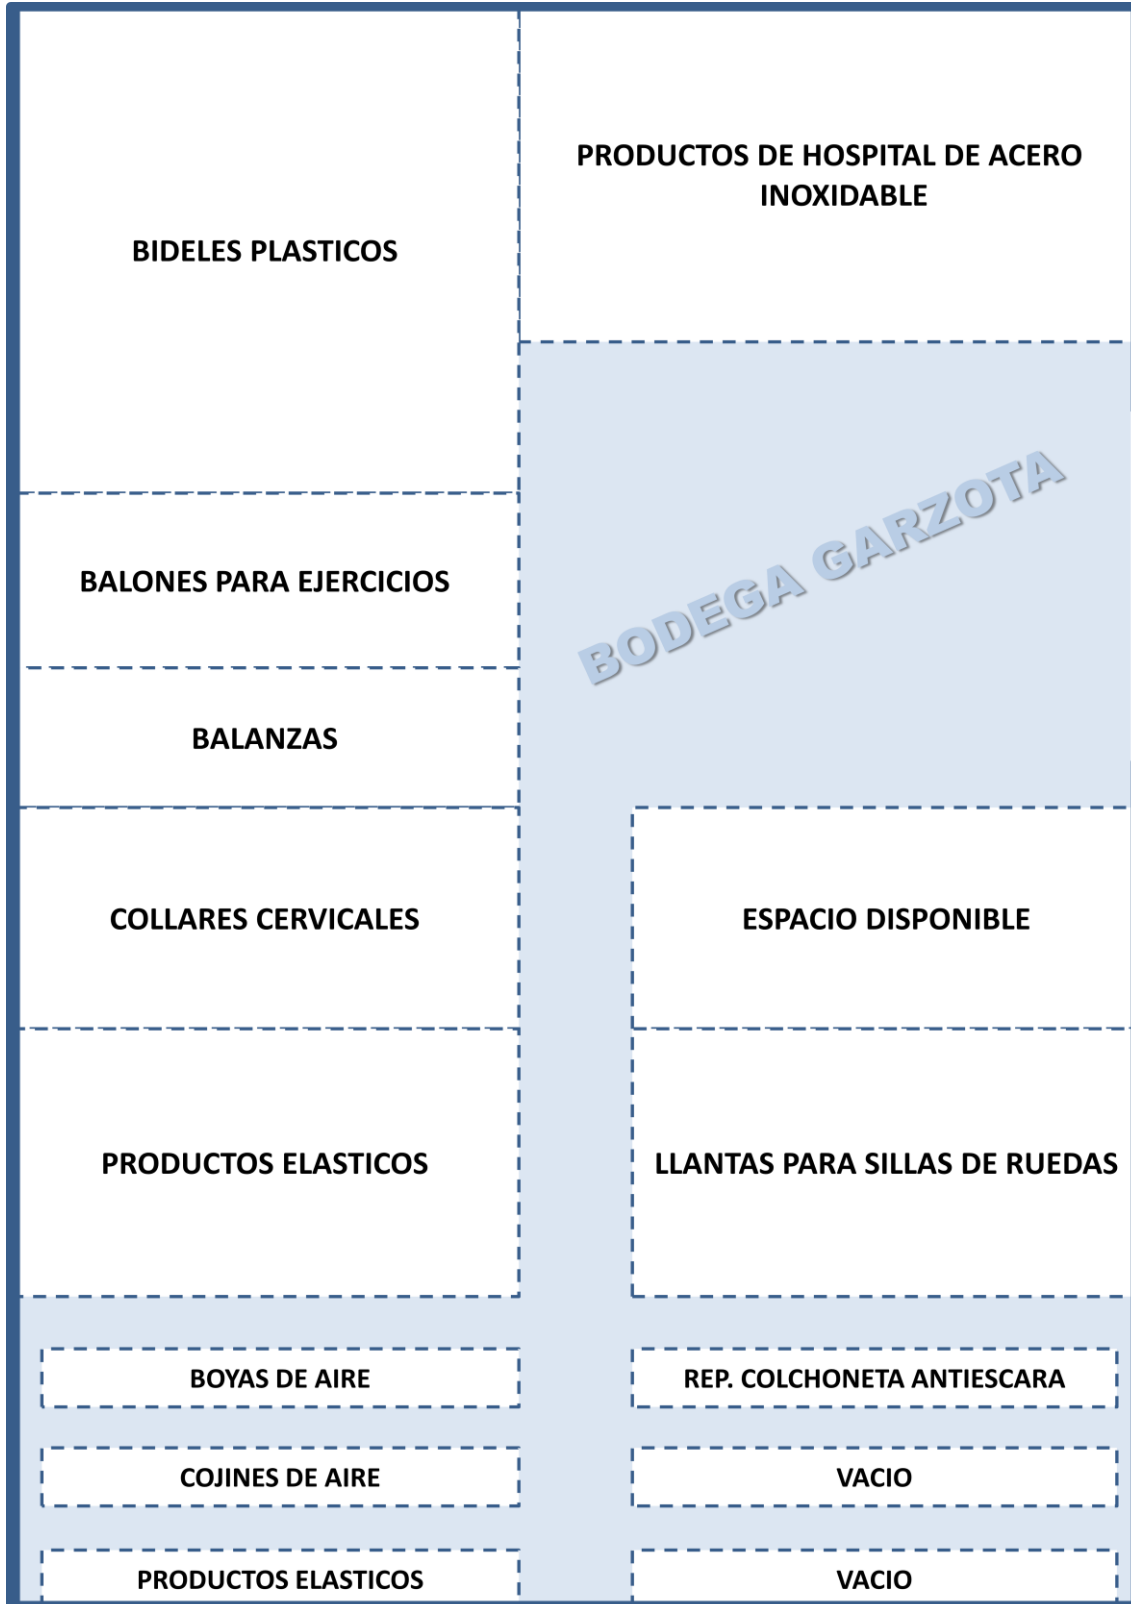 PRODUCTOS DE HOSPITAL DE ACERO
INOXIDABLE
BIDELES PLASTICOS
BODEGA GARZOTA
BALONES PARA EJERCICIOS
BALANZAS
COLLARES CERVICALES
ESPACIO DISPONIBLE
PRODUCTOS ELASTICOS
LLANTAS PARA SILLAS DE RUEDAS
BOYAS DE AIRE
REP. COLCHONETA ANTIESCARA
COJINES DE AIRE
VACIO
PRODUCTOS ELASTICOS
VACIO